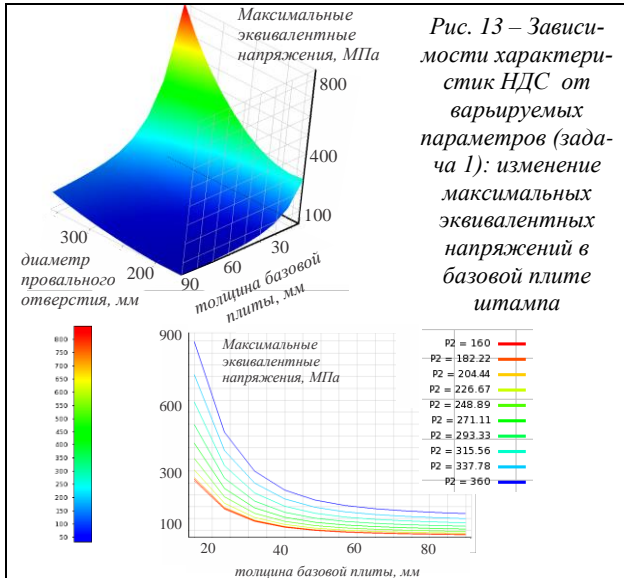 Максимальные
эквивалентные
напряжения, МПа
800
400
100
300
200
90
60
30
диаметр
провального
отверстия, мм
толщина базовой
плиты, мм
Рис. 13 – Зависи-
мости характери-
стик НДС от
варьируемых
параметров (зада-
ча 1): изменение
максимальных
эквивалентных
напряжений в
базовой плите
штампа
800
750
700
650
600
550
500
450
400
350
300
250
200
150
100
50
900
600
300
100
Максимальные
эквивалентные
напряжения, МПа
20
40
60
80
толщина базовой плиты, мм
P2 = 160
P2 = 182.22
P2 = 204.44
P2 = 226.67
P2 = 248.89
P2 = 271.11
P2 = 293.33
P2 = 315.56
P2 = 337.78
P2 = 360